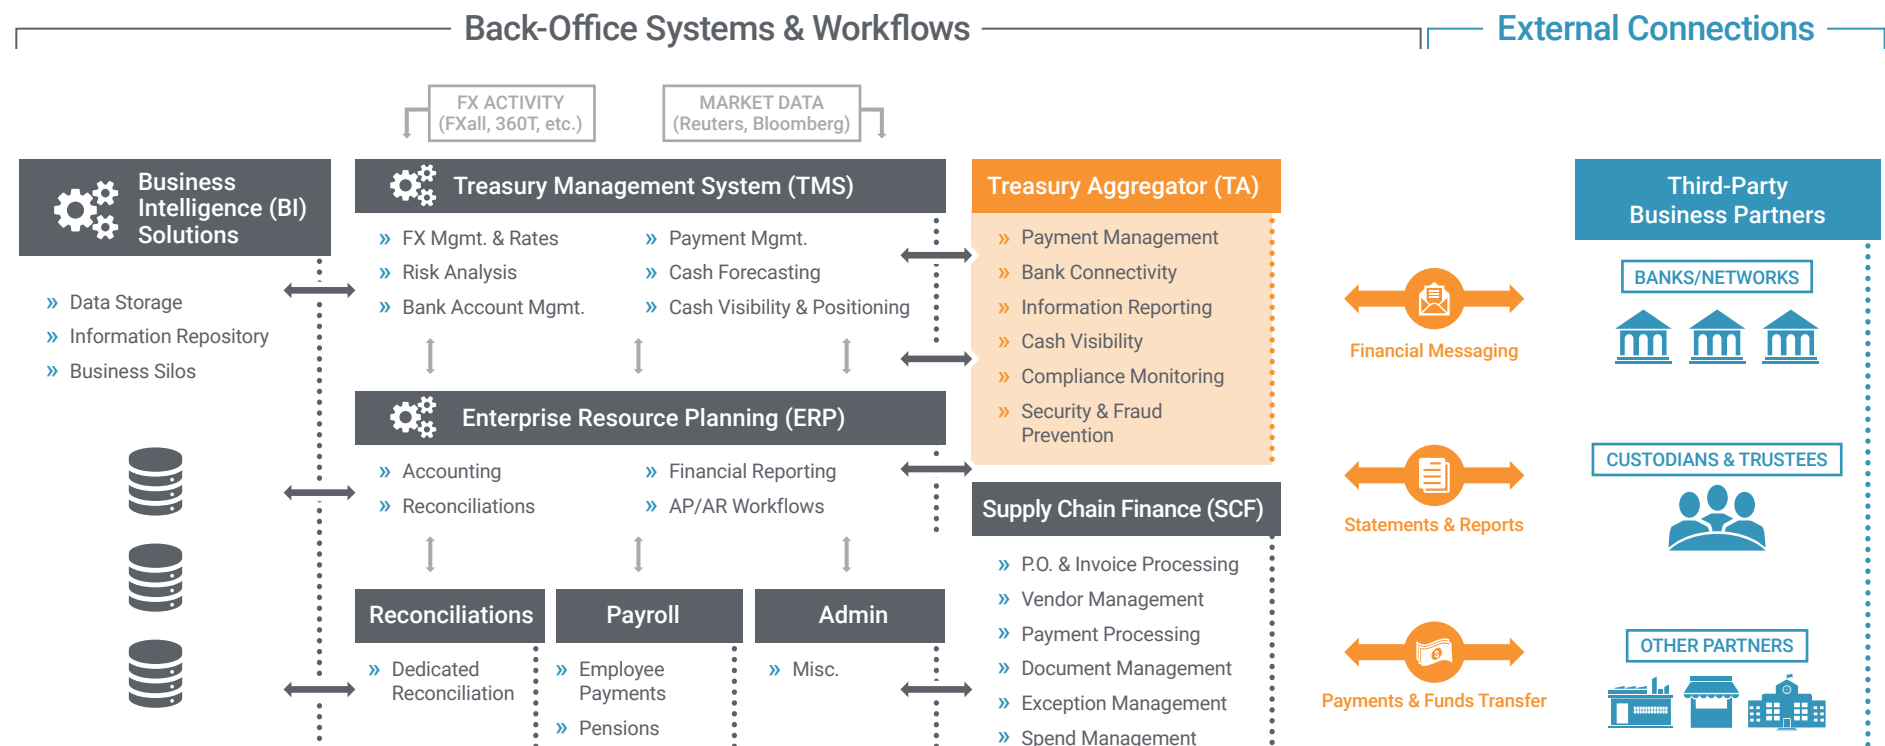 Back-Office Systems & Workflows
External Connections
FX ACTIVITY
(FXall, 360T, etc.)
MARKET DATA
(Reuters, Bloomberg)
Business
Intelligence (BI)
Solutions
» Data Storage
» Information Repository
» Business Silos
Treasury Management System (TMS)
» FX Mgmt. & Rates
» Risk Analysis
» Bank Account Mgmt.
» Payment Mgmt.
» Cash Forecasting
» Cash Visibility & Positioning
Enterprise Resource Planning (ERP)
» Accounting
» Reconciliations
» Financial Reporting
» AP/AR Workflows
Reconciliations
» Dedicated
Reconciliation
Payroll
» Employee
Payments
» Pensions
Admin
» Misc.
Treasury Aggregator (TA)
» Payment Management
» Bank Connectivity
» Information Reporting
» Cash Visibility
» Compliance Monitoring
» Security & Fraud
Prevention
Supply Chain Finance (SCF)
» P.O. & Invoice Processing
» Vendor Management
» Payment Processing
» Document Management
» Exception Management
» Spend Management
Financial Messaging
Statements & Reports
Payments & Funds Transfer
Third-Party
Business Partners
BANKS/NETWORKS
CUSTODIANS & TRUSTEES
OTHER PARTNERS